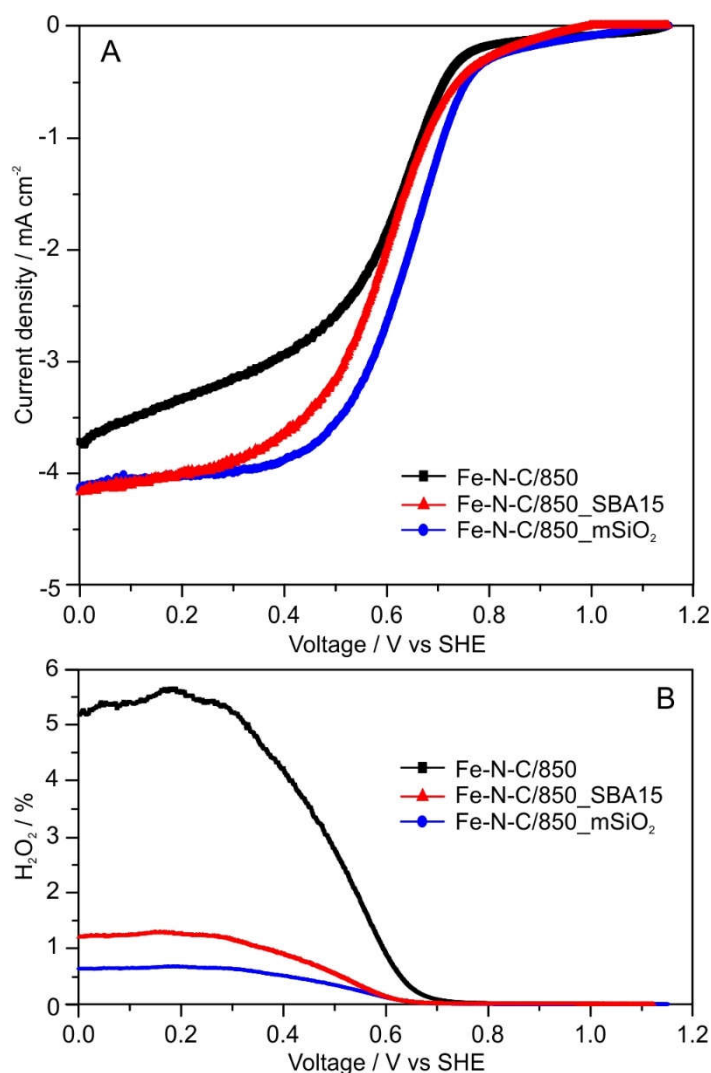 A
0
-1
-2
-3
-4
-5
Current density / mA cm⁻²
Fe-N-C/850
Fe-N-C/850_SBA15
Fe-N-C/850_mSiO₂
0.0 0.2 0.4 0.6 0.8 1.0 1.2
Voltage / V vs SHE
B
6
5
4
3
2
1
0
H₂O₂ / %
Fe-N-C/850
Fe-N-C/850_SBA15
Fe-N-C/850_mSiO₂
0.0 0.2 0.4 0.6 0.8 1.0 1.2
Voltage / V vs SHE